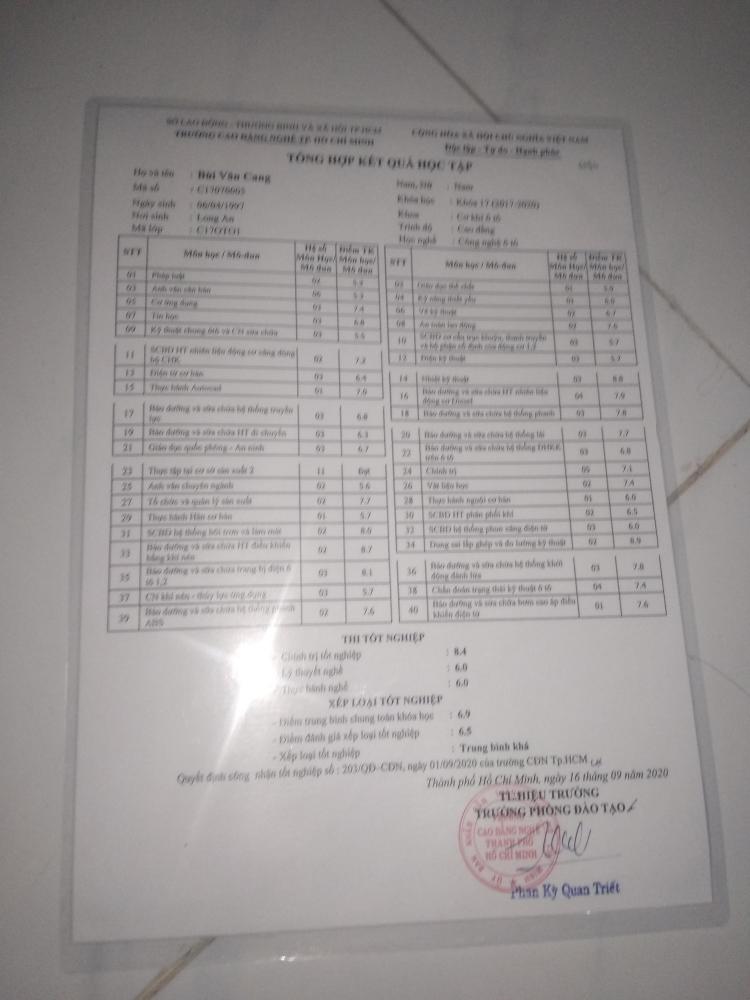 SỞ LAO ĐỘNG - THƯƠNG BINH VÀ XÃ HỘI TP.HCM
TRƯỜNG CAO ĐẲNG NGHỀ TP. HỒ CHÍ MINH
CỘNG HÒA XÃ HỘI CHỦ NGHĨA VIỆT NAM
Độc lập - Tự do - Hạnh phúc
TỔNG HỢP KẾT QUẢ HỌC TẬP
Họ và tên : Bùi Văn Cang
Mã số :
Ngày sinh :
Nơi sinh : Long An
Mã lớp : C17OTO1
Nam, Nữ : Nam
Khóa học : Khóa 17 (2017-2020)
Khoa : Cơ khí ô tô
Trình độ : Cao đẳng
Học nghề : Công nghệ ô tô
STT Môn học / Mô-đun Hệ số Môn Học/ Mô đun Điểm TK Môn học/ Mô đun
01 Pháp luật 02
03 Anh văn căn bản 06
05 Cơ ứng dụng 03 7.4
07 Tin học 03 6.8
09 Kỹ thuật chung ôtô và CN sửa chữa 03
11 SCBD HT nhiên liệu động cơ xăng dùng bộ CHK 02 7.2
13 Điện tử cơ bản 03 6.4
15 Thực hành Autocad 01
17 Bảo dưỡng và sửa chữa hệ thống truyền lực 03 6.8
19 Bảo dưỡng và sửa chữa HT di chuyển 03 6.3
21 Giáo dục quốc phòng - An ninh 03 6.7
23 Thực tập tại cơ sở sản xuất 2 11 Đạt
25 Anh văn chuyên ngành 02 5.6
27 Tổ chức và quản lý sản xuất 02 7.7
29 Thực hành Hàn cơ bản 01 5.7
31 SCBD hệ thống bôi trơn và làm mát 02
33 Bảo dưỡng và sửa chữa HT điều khiển bằng khí nén 02 8.7
35 Bảo dưỡng và sửa chữa trang bị điện ô tô 1,2 03 8.1
37 CN khí nén - thủy lực ứng dụng 03 5.7
39 Bảo dưỡng và sửa chữa hệ thống phanh ABS 02 7.6
STT Môn học / Mô-đun Hệ số Môn Học/ Mô đun Điểm TK Môn học/ Mô đun
02 Giáo dục thể chất 01
04 Kỹ năng thiết yếu 01
06 Vẽ kỹ thuật 02 6.7
08 An toàn lao động 02 7.6
10 SCBD cơ cấu trục khuỷu, thanh truyền và bộ phận cố định của động cơ 1,2 03 5.7
12 Điện kỹ thuật 03 5.7
14 Nhiệt kỹ thuật 03
16 Bảo dưỡng và sửa chữa HT nhiên liệu động cơ Diesel 04 7.9
18 Bảo dưỡng và sửa chữa hệ thống phanh 03 7.8
20 Bảo dưỡng và sửa chữa hệ thống lái 03 7.7
22 Bảo dưỡng và sửa chữa hệ thống ĐHKK trên ô tô 03 6.8
24 Chính trị 05 7.1
26 Vật liệu học 02 7.4
28 Thực hành nguội cơ bản 01 6.0
30 SCBD HT phân phối khí 02 6.5
32 SCBD hệ thống phun xăng điện tử 03 6.0
34 Dung sai lắp ghép và đo lường kỹ thuật 02 8.9
36 Bảo dưỡng và sửa chữa hệ thống khởi động đánh lửa 03 7.8
38 Chẩn đoán trạng thái kỹ thuật ô tô 04 7.4
40 Bảo dưỡng và sửa chữa bơm cao áp điều khiển điện tử 01 7.6
THI TỐT NGHIỆP
- Chính trị tốt nghiệp : 8.4
- Lý thuyết nghề : 6.0
- Thực hành nghề : 6.0
XẾP LOẠI TỐT NGHIỆP
- Điểm trung bình chung toàn khóa học : 6.9
- Điểm đánh giá xếp loại tốt nghiệp : 6.5
- Xếp loại tốt nghiệp : Trung bình khá
Quyết định công nhận tốt nghiệp số : 203/QĐ-CĐN, ngày 01/09/2020 của trường CĐN Tp.HCM
Thành phố Hồ Chí Minh, ngày 16 tháng 09 năm 2020
TL.HIỆU TRƯỞNG
TRƯỞNG PHÒNG ĐÀO TẠO
CAO ĐẲNG NGHỀ
THÀNH PHỐ
HỒ CHÍ MINH
Phan Kỳ Quan Triết